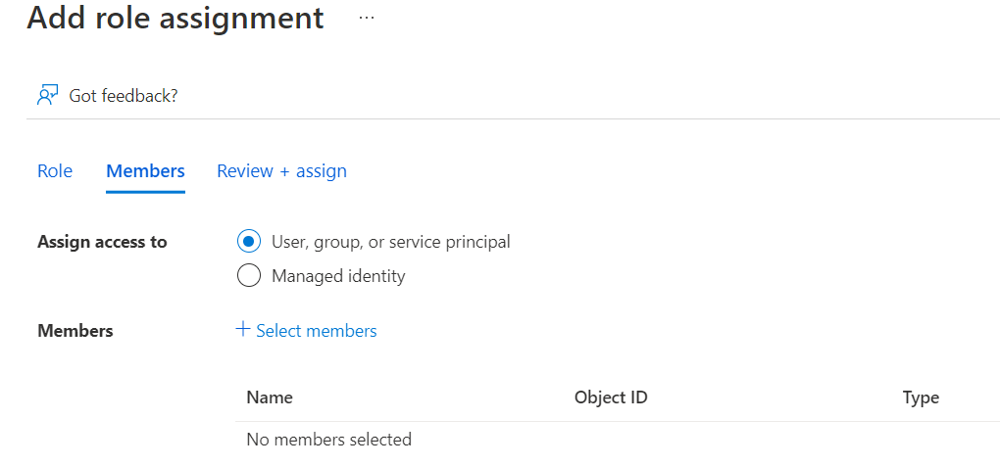 Add role assignment ...
Got feedback?
Role Members Review + assign
Assign access to User, group, or service principal
Managed identity
Members + Select members
Name Object ID Type
No members selected